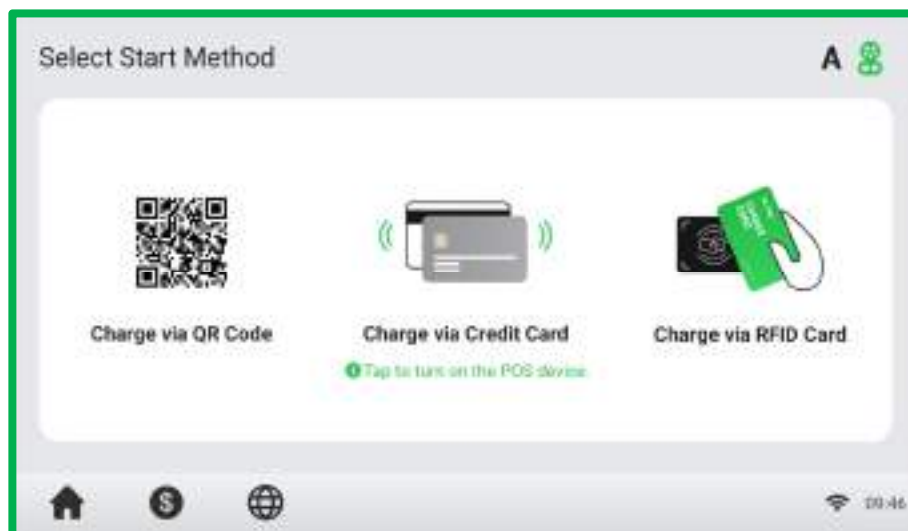 Select Start Method
A
Charge via QR Code
Charge via Credit Card
Charge via RFID Card
Tap to turn on the POS device.
09:46